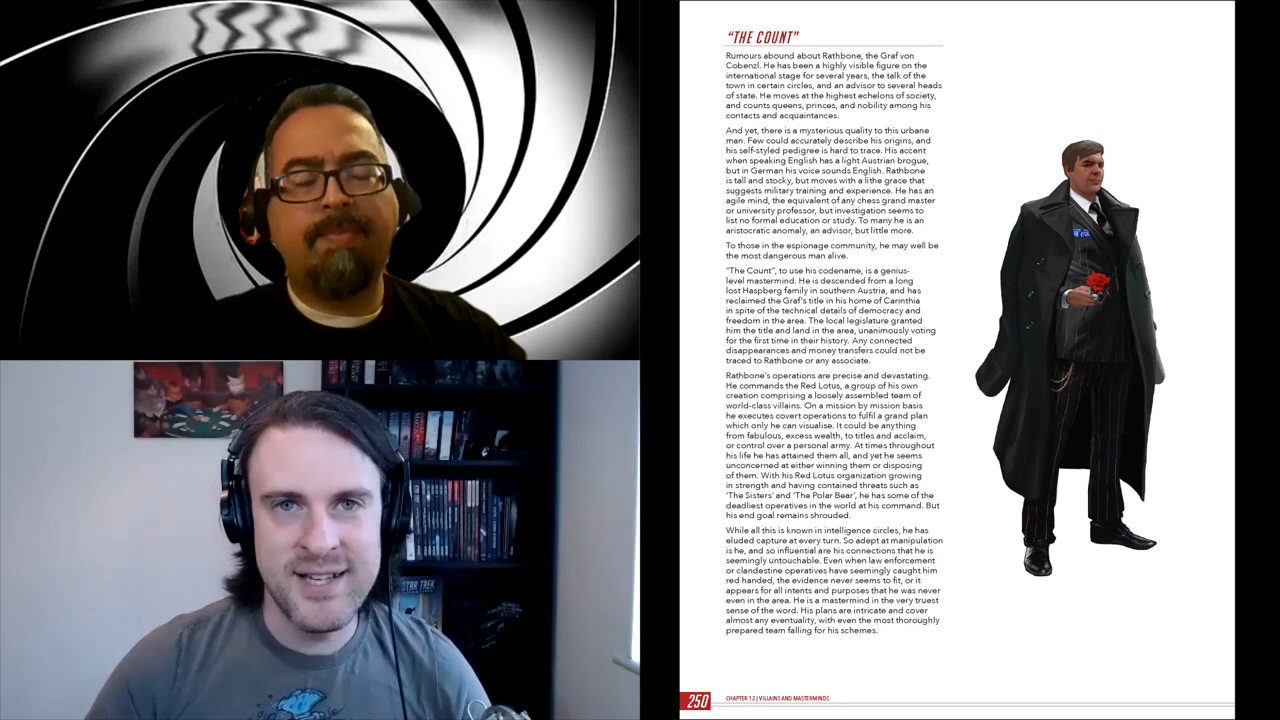 "THE COUNT"
Rumours abound about Rathbone, the Graf von
Cobenzl. He has been a highly visible figure on the
international stage for several years, the talk of the
town in certain circles, and an advisor to several heads
of state. He moves at the highest echelons of society,
and counts queens, princes, and nobility among his
contacts and acquaintances.
And yet, there is a mysterious quality to this urbane
man. Few could accurately describe his origins, and
his self-styled pedigree is hard to trace. His accent
when speaking English has a light Austrian brogue,
but in German his voice sounds English. Rathbone
is tall and stocky, but moves with a lithe grace that
suggests military training and experience. He has an
agile mind, the equivalent of any chess grand master
or university professor, but investigation seems to
list no formal education or study. To many he is an
aristocratic anomaly, an advisor, but little more.
To those in the espionage community, he may well be
the most dangerous man alive.
"The Count", to use his codename, is a genius-
level mastermind. He is descended from a long
lost Haspberg family in southern Austria, and has
reclaimed the Graf's title in his home of Carinthia
in spite of the technical details of democracy and
freedom in the area. The local legislature granted
him the title and land in the area, unanimously voting
for the first time in their history. Any connected
disappearances and money transfers could not be
traced to Rathbone or any associate.
Rathbone's operations are precise and devastating.
He commands the Red Lotus, a group of his own
creation comprising a loosely assembled team of
world-class villains. On a mission by mission basis
he executes covert operations to fulfil a grand plan
which only he can visualise. It could be anything
from fabulous, excess wealth, to titles and acclaim,
or control over a personal army. At times throughout
his life he has attained them all, and yet he seems
unconcerned at either winning them or disposing
of them. With his Red Lotus organization growing
in strength and having contained threats such as
'The Sisters' and 'The Polar Bear', he has some of the
deadliest operatives in the world at his command. But
his end goal remains shrouded.
While all this is known in intelligence circles, he has
eluded capture at every turn. So adept at manipulation
is he, and so influential are his connections that he is
seemingly untouchable. Even when law enforcement
or clandestine operatives have seemingly caught him
red handed, the evidence never seems to fit, or it
appears for all intents and purposes that he was never
even in the area. He is a mastermind in the very truest
sense of the word. His plans are intricate and cover
almost any eventuality, with even the most thoroughly
prepared team falling for his schemes.
250
CHAPTER 12 | VILLAINS AND MASTERMINDS
STAR TREK